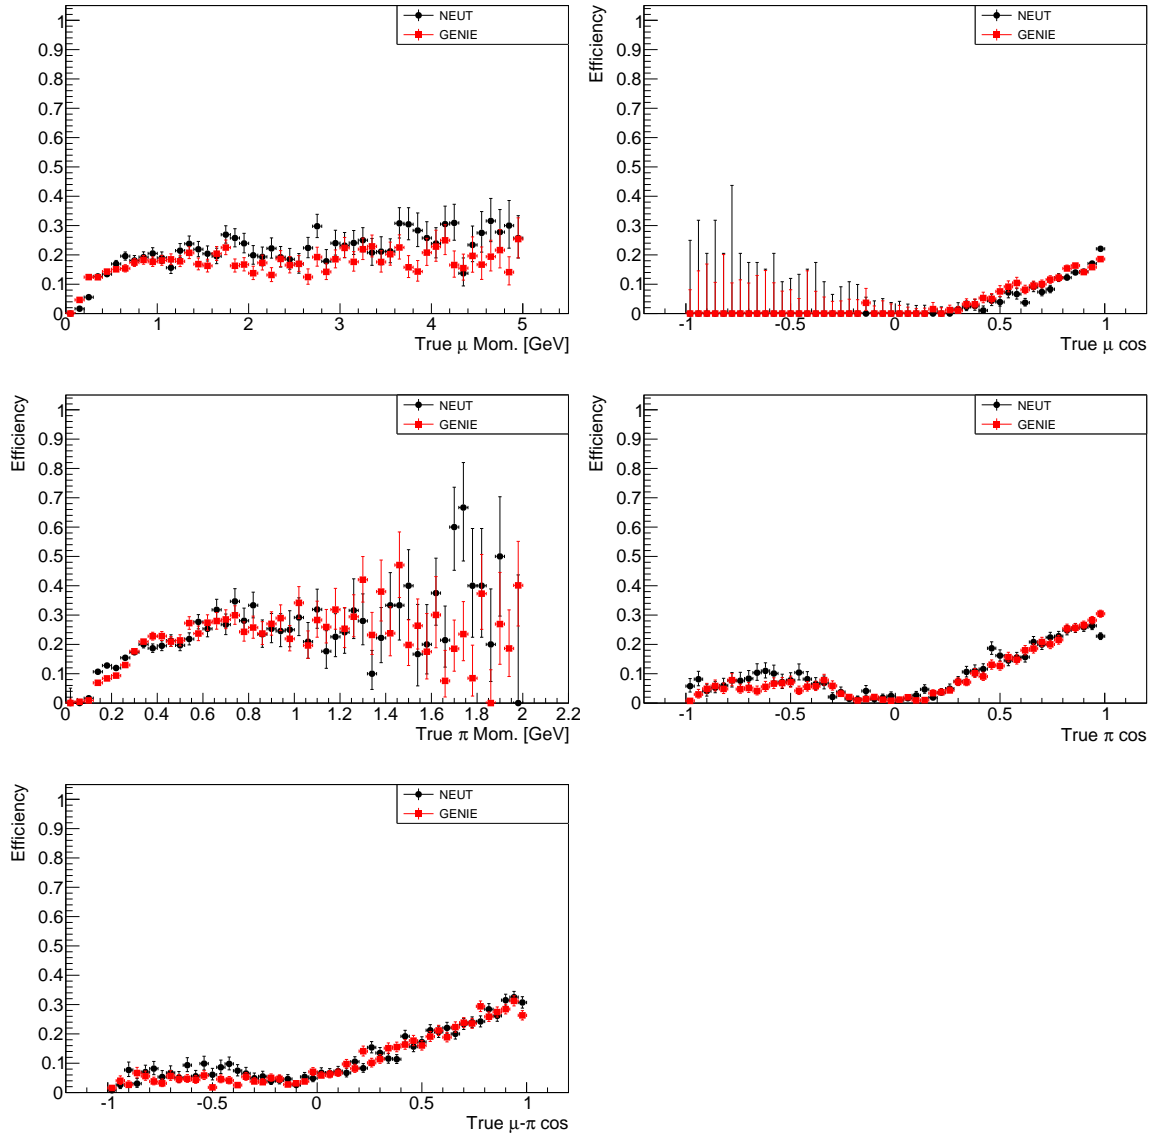 NEUT
GENIE
1
0.9
0.8
0.7
0.6
0.5
0.4
0.3
0.2
0.1
0
0 1 2 3 4 5
True μ Mom. [GeV]
Efficiency
NEUT
GENIE
1
0.9
0.8
0.7
0.6
0.5
0.4
0.3
0.2
0.1
0
-1 -0.5 0 0.5 1
True μ cos
Efficiency
NEUT
GENIE
1
0.9
0.8
0.7
0.6
0.5
0.4
0.3
0.2
0.1
0
0 0.2 0.4 0.6 0.8 1 1.2 1.4 1.6 1.8 2 2.2
True π Mom. [GeV]
Efficiency
NEUT
GENIE
1
0.9
0.8
0.7
0.6
0.5
0.4
0.3
0.2
0.1
0
-1 -0.5 0 0.5 1
True π cos
Efficiency
NEUT
GENIE
1
0.9
0.8
0.7
0.6
0.5
0.4
0.3
0.2
0.1
0
-1 -0.5 0 0.5 1
True μ-π cos